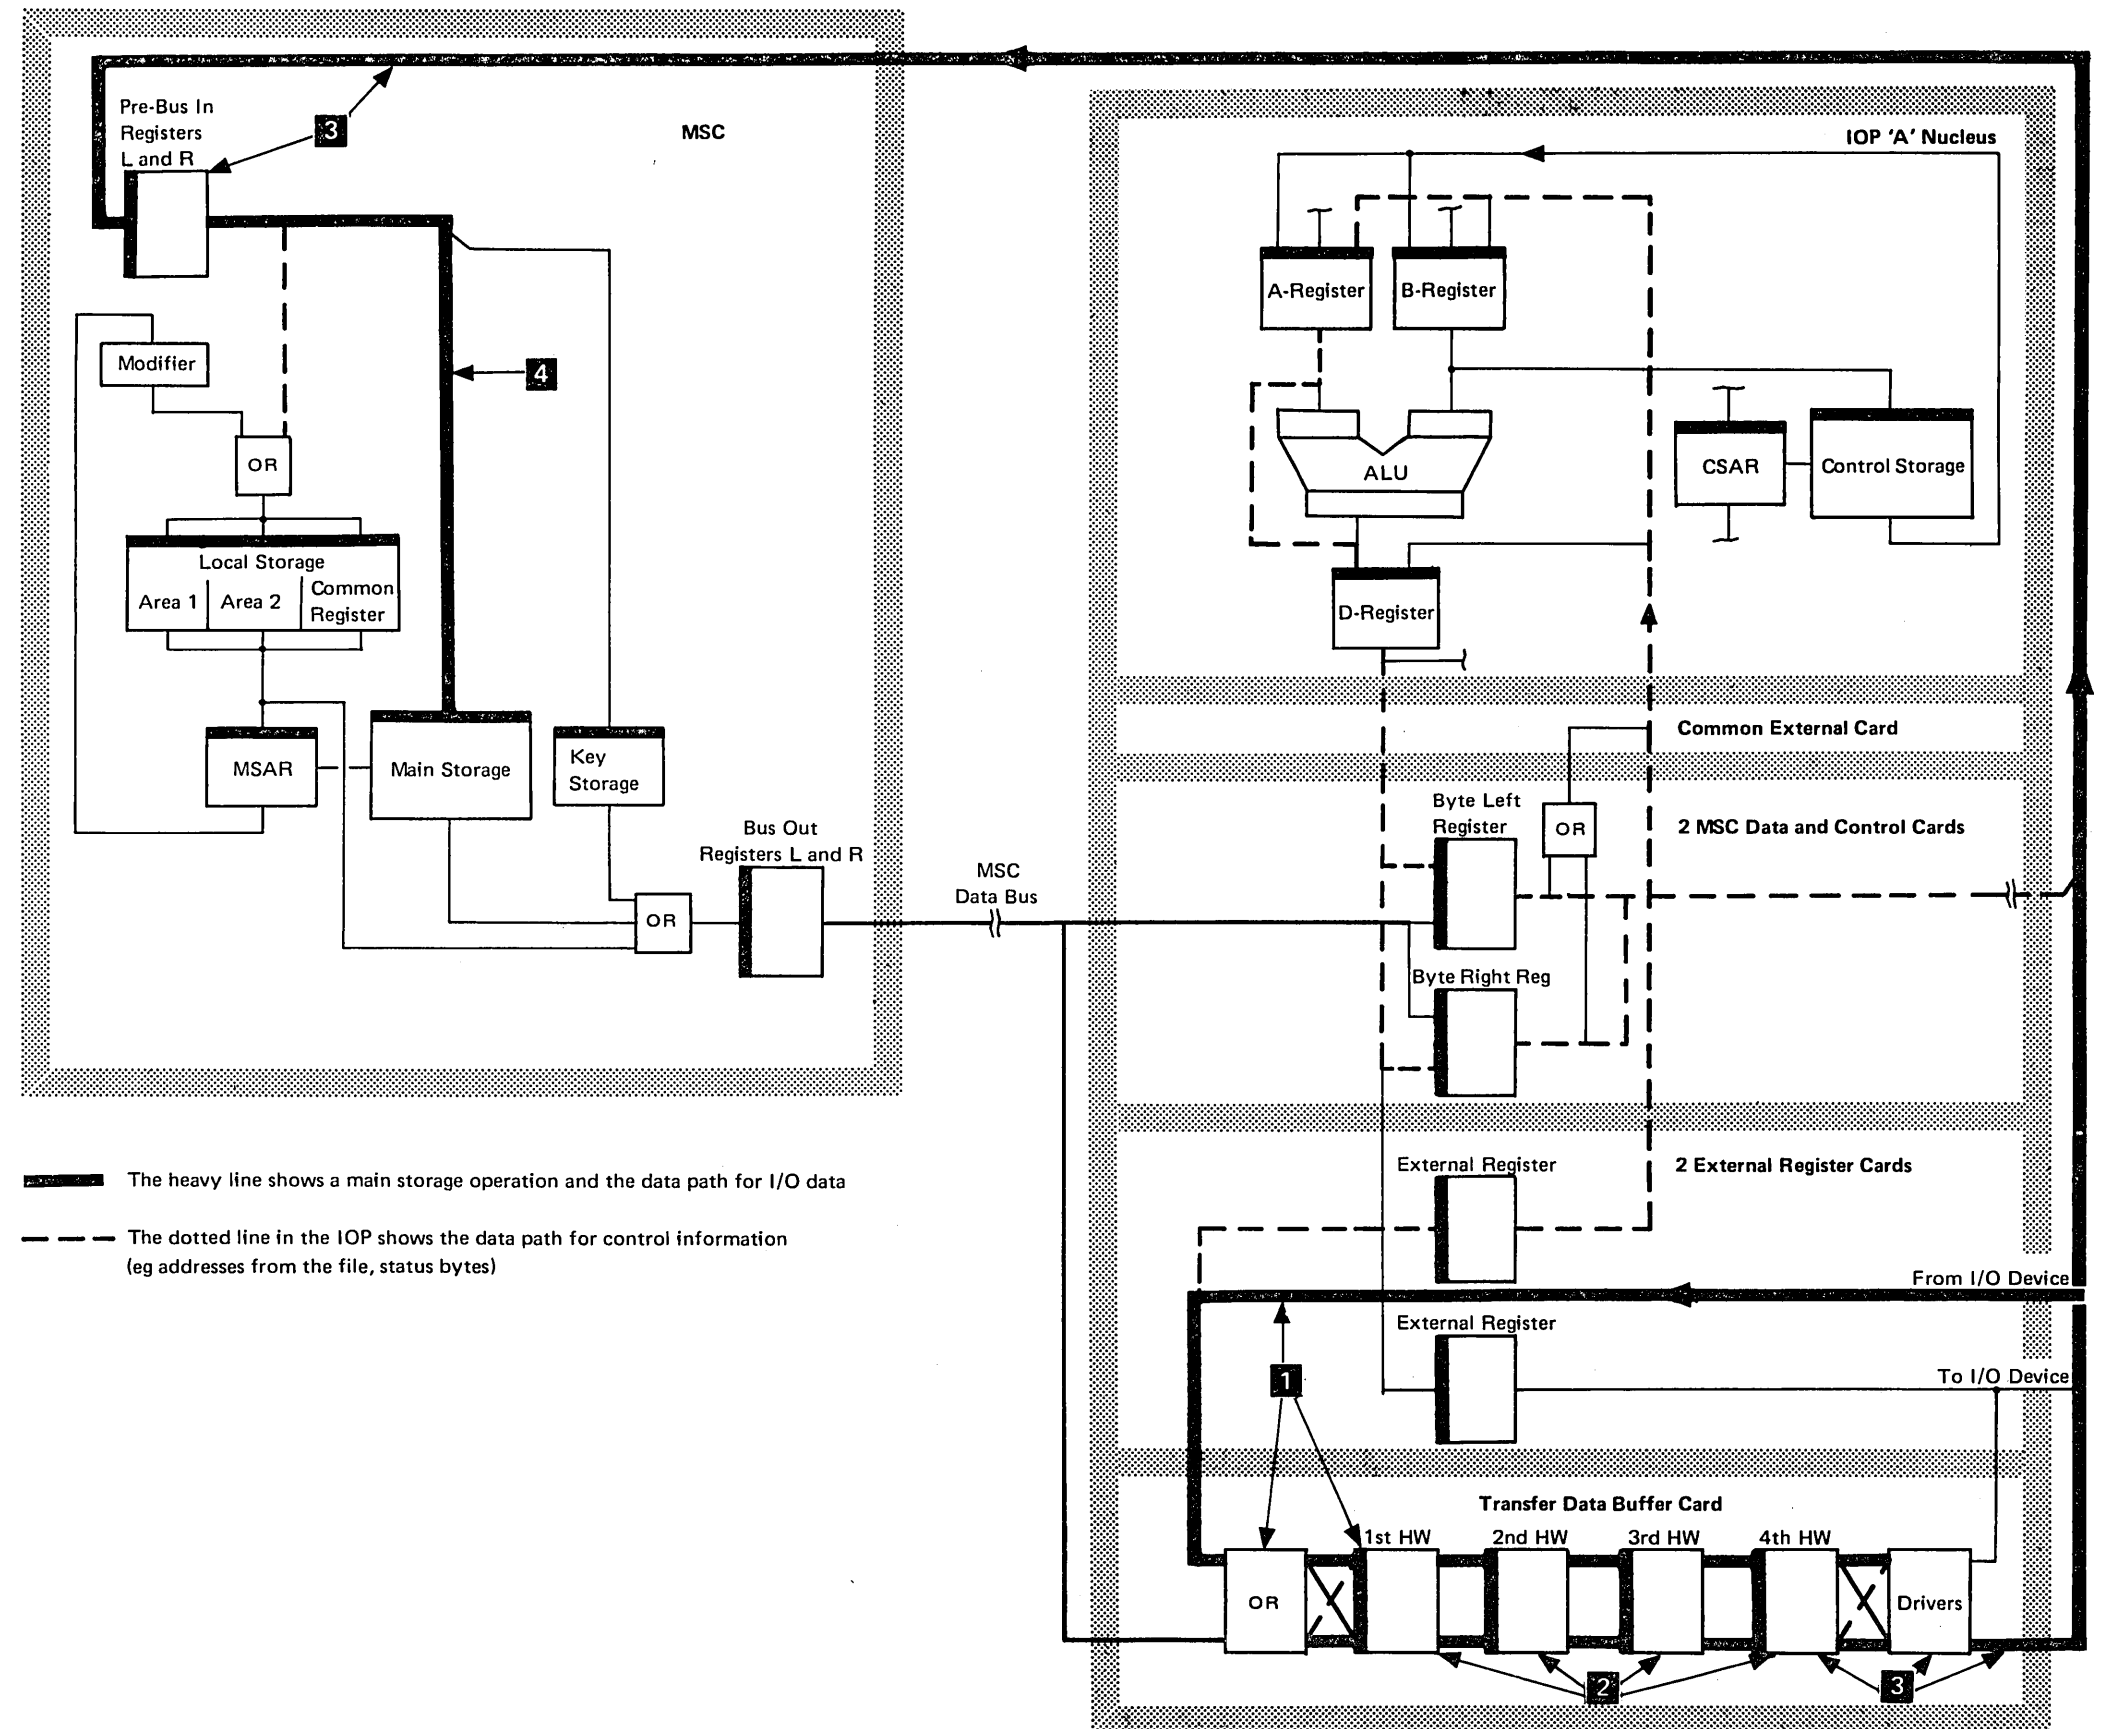 Pre-Bus In
Registers
L and R
3
MSC
Modifier
4
OR
Local Storage
Area 1
Area 2
Common
Register
MSAR
Main Storage
Key
Storage
Bus Out
Registers L and R
OR
MSC
Data Bus
IOP 'A' Nucleus
A-Register
B-Register
ALU
CSAR
Control Storage
D-Register
Common External Card
Byte Left
Register
OR
2 MSC Data and Control Cards
Byte Right Reg
External Register
2 External Register Cards
From I/O Device
External Register
1
To I/O Device
Transfer Data Buffer Card
1st HW
2nd HW
3rd HW
4th HW
OR
Drivers
2
3
The heavy line shows a main storage operation and the data path for I/O data
The dotted line in the IOP shows the data path for control information
(eg addresses from the file, status bytes)